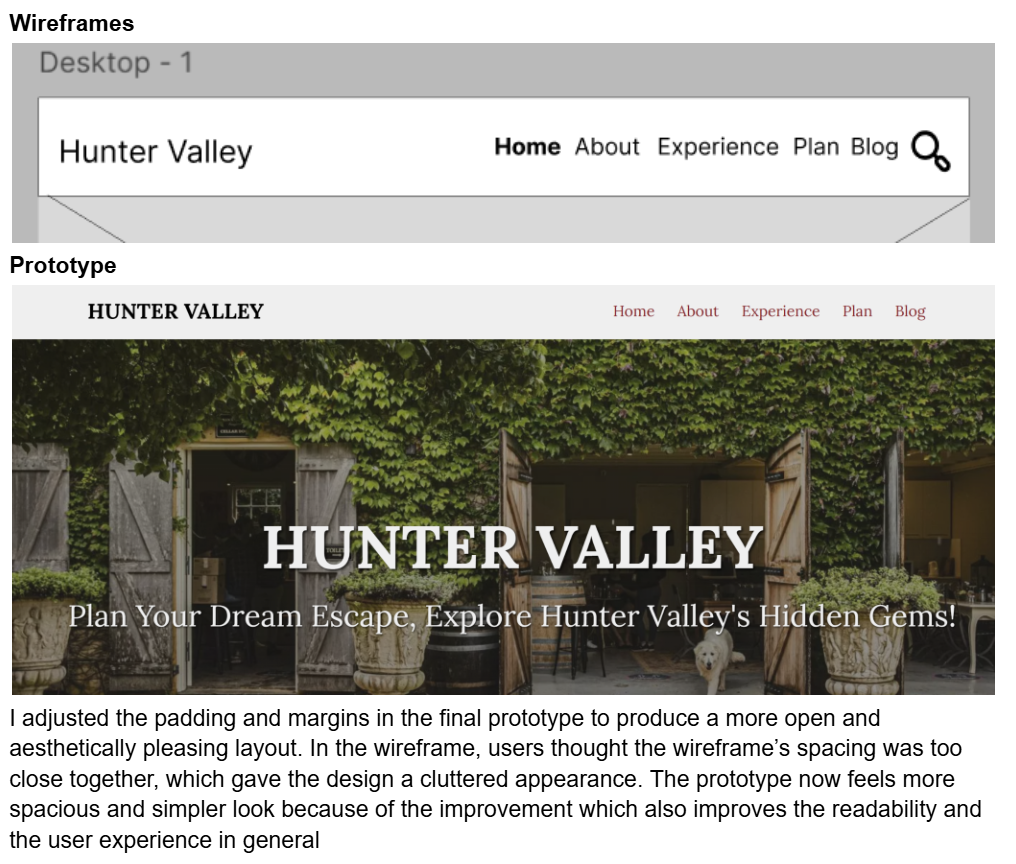 Wireframes
Desktop - 1
Hunter Valley
Home About Experience Plan Blog
Prototype
HUNTER VALLEY
Home About Experience Plan Blog
HUNTER VALLEY
Plan Your Dream Escape, Explore Hunter Valley's Hidden Gems!
I adjusted the padding and margins in the final prototype to produce a more open and
aesthetically pleasing layout. In the wireframe, users thought the wireframe’s spacing was too
close together, which gave the design a cluttered appearance. The prototype now feels more
spacious and simpler look because of the improvement which also improves the readability and
the user experience in general